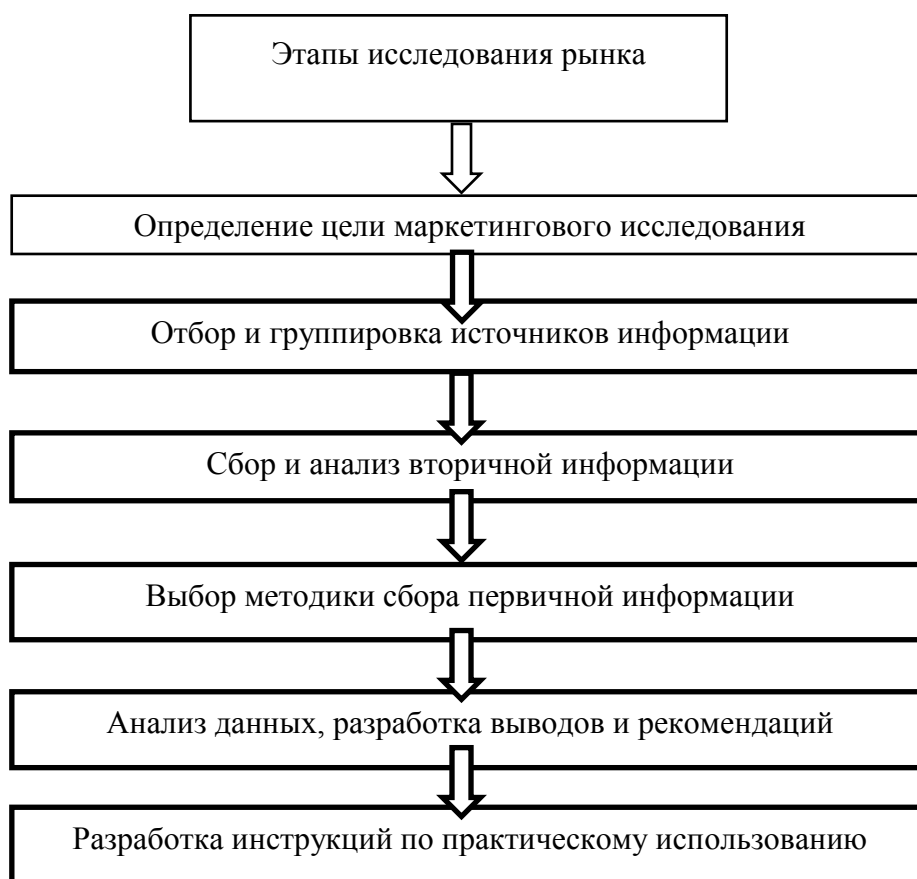 Этапы исследования рынка
Определение цели маркетингового исследования
Отбор и группировка источников информации
Сбор и анализ вторичной информации
Выбор методики сбора первичной информации
Анализ данных, разработка выводов и рекомендаций
Разработка инструкций по практическому использованию